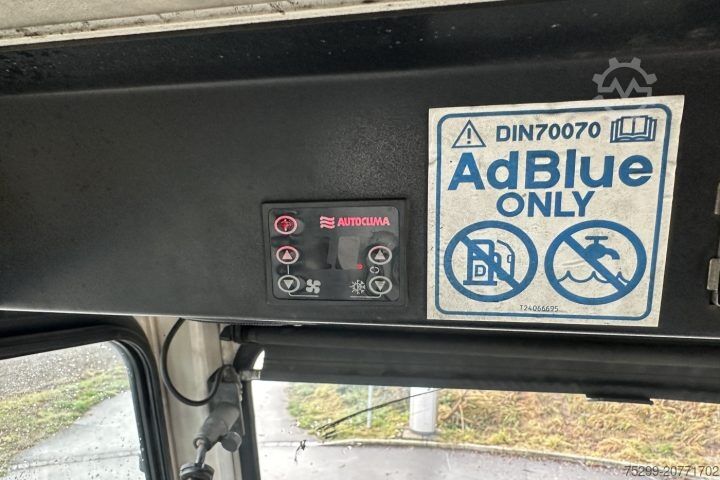 DIN70070
AdBlue
ONLY
D
T24066695
AUTOCLIMA
75299-20771702